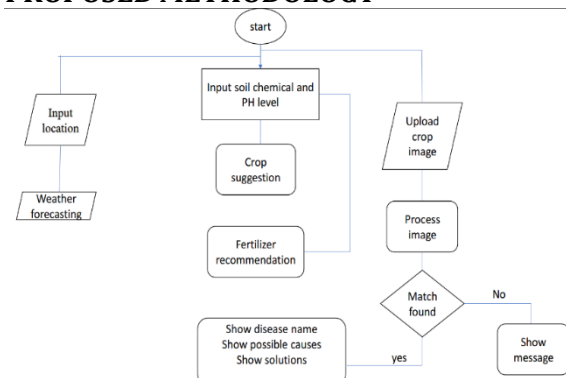 PROPOSED METHODOLOGY
start
Input
location
Weather
forecasting
Input soil chemical and
PH level
Crop
suggestion
Fertilizer
recommendation
Upload
crop
image
Process
image
Match
found
No
Show
message
yes
Show disease name
Show possible causes
Show solutions